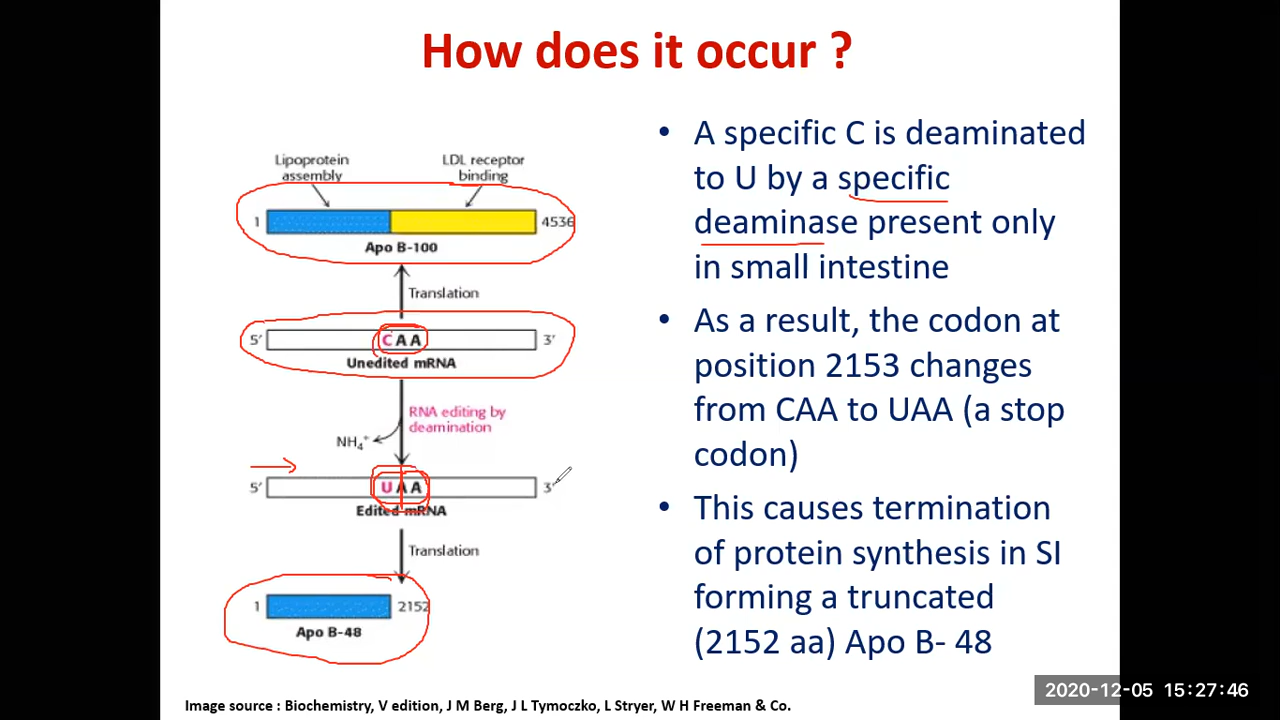 How does it occur ?
Lipoprotein
assembly
LDL receptor
binding
1
4536
Apo B-100
Translation
5′
CAA
3′
Unedited mRNA
RNA editing by
deamination
NH₄⁺
5′
UAA
3′
Edited mRNA
Translation
1
2152
Apo B-48
• A specific C is deaminated
to U by a specific
deaminase present only
in small intestine
• As a result, the codon at
position 2153 changes
from CAA to UAA (a stop
codon)
• This causes termination
of protein synthesis in SI
forming a truncated
(2152 aa) Apo B- 48
Image source : Biochemistry, V edition, J M Berg, J L Tymoczko, L Stryer, W H Freeman & Co.
2020-12-05 15:27:46